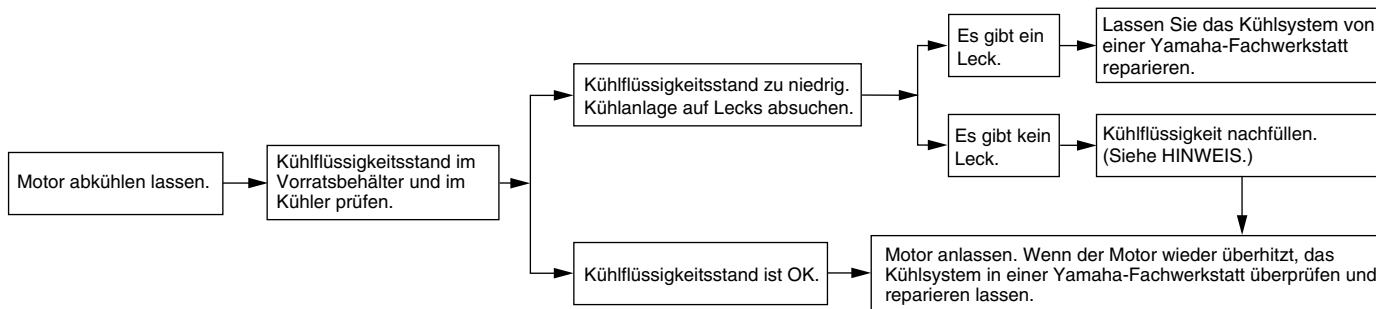 Motor abkühlen lassen.
Kühlflüssigkeitsstand im
Vorratsbehälter und im
Kühler prüfen.
Kühlflüssigkeitsstand zu niedrig.
Kühlanlage auf Lecks absuchen.
Es gibt ein
Leck.
Lassen Sie das Kühlsystem von
einer Yamaha-Fachwerkstatt
reparieren.
Es gibt kein
Leck.
Kühlflüssigkeit nachfüllen.
(Siehe HINWEIS.)
Kühlflüssigkeitsstand ist OK.
Motor anlassen. Wenn der Motor wieder überhitzt, das
Kühlsystem in einer Yamaha-Fachwerkstatt überprüfen und
reparieren lassen.